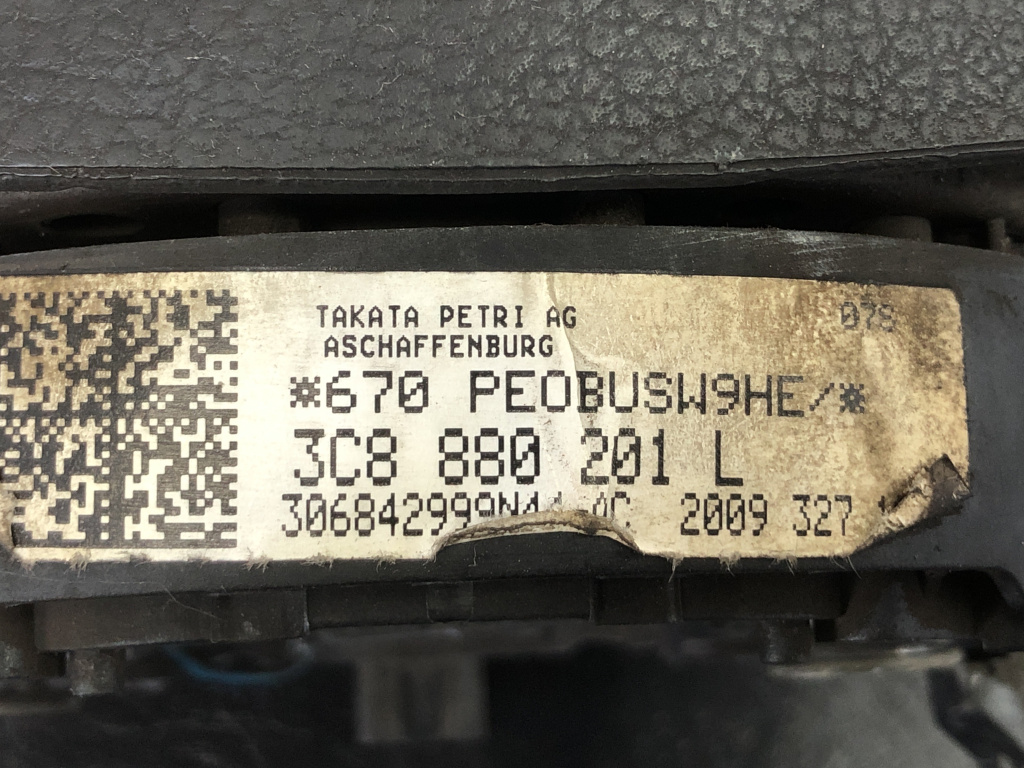 TAKATA PETRI AG 078
ASCHAFFENBURG
*670 PEOBUSW9HE/*
3C8 880 201 L
2009 327